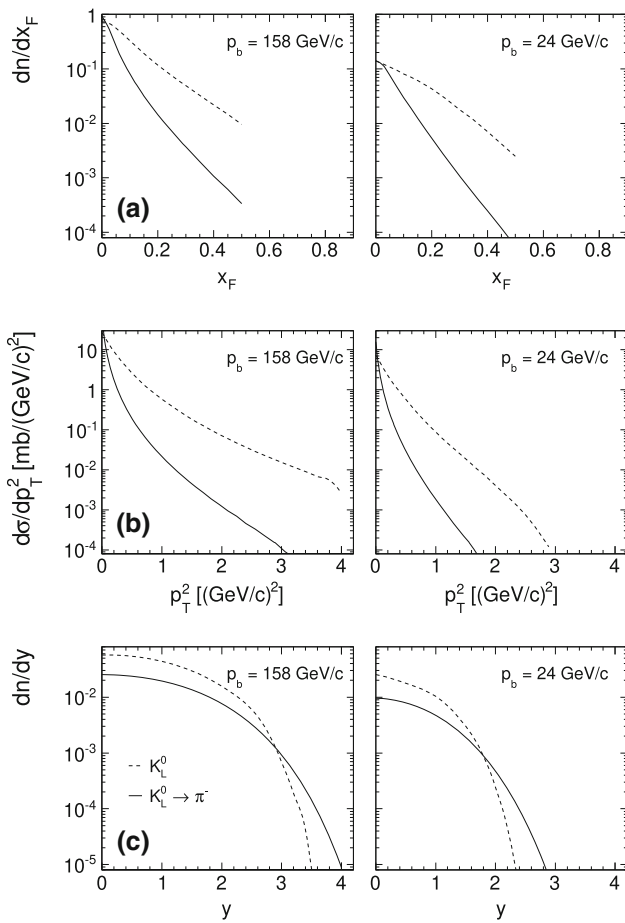 dn/dx_F
1
10^-1
10^-2
10^-3
10^-4
p_b = 158 GeV/c
p_b = 24 GeV/c
(a)
0 0.2 0.4 0.6 0.8
0 0.2 0.4 0.6 0.8
x_F
x_F
dσ/dp_T^2 [mb/(GeV/c)^2]
10
1
10^-1
10^-2
10^-3
10^-4
p_b = 158 GeV/c
p_b = 24 GeV/c
(b)
0 1 2 3 4
0 1 2 3 4
p_T^2 [(GeV/c)^2]
p_T^2 [(GeV/c)^2]
dn/dy
10^-2
10^-3
10^-4
10^-5
p_b = 158 GeV/c
p_b = 24 GeV/c
K_L^0
K_L^0 → π^-
(c)
0 1 2 3 4
0 1 2 3 4
y
y